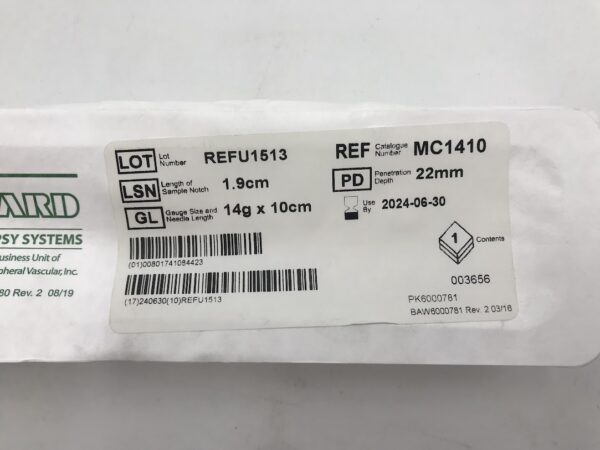 LOT Lot Number REFU1513
REF Catalogue Number MC1410
LSN Length of Sample Notch 1.9cm
PD Penetration Depth 22mm
GL Gauge Size and Needle Length 14g x 10cm
Use By 2024-06-30
1 Contents
(01)00801741084423
003656
(17)240630(10)REFU1513
PK6000781
BAW6000781 Rev. 2 03/16
ARD
PSY SYSTEMS
usiness Unit of
pheral Vascular, Inc.
80 Rev. 2 08/19